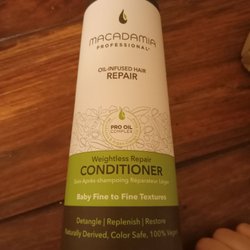 MACADAMIA
PROFESSIONAL
OIL-INFUSED HAIR
REPAIR
PRO OIL
COMPLEX
Weightless Repair
CONDITIONER
Soin Après-shampoing Réparateur Léger
Baby Fine to Fine Textures
Detangle | Replenish | Restore
Naturally Derived, Color Safe, 100% Vegan